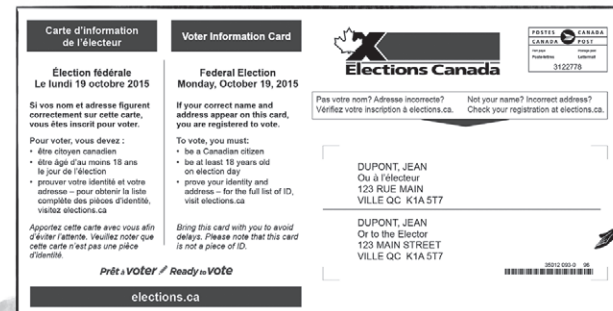 Carte d'information
de l'électeur
Élection fédérale
Le lundi 19 octobre 2015
Si vos nom et adresse figurent
correctement sur cette carte,
vous êtes inscrit pour voter.
Pour voter, vous devez :
• être citoyen canadien
• être âgé d'au moins 18 ans
le jour de l'élection
• prouver votre identité et votre
adresse – pour obtenir la liste
complète des pièces d'identité,
visitez elections.ca
Apportez cette carte avec vous afin
d'éviter l'attente. Veuillez noter que
cette carte n'est pas une pièce
d'identité.
Voter Information Card
Federal Election
Monday, October 19, 2015
If your correct name and
address appear on this card,
you are registered to vote.
To vote, you must:
• be a Canadian citizen
• be at least 18 years old
on election day
• prove your identity and
address – for the full list of ID,
visit elections.ca
Bring this card with you to avoid
delays. Please note that this card
is not a piece of ID.
Prêt à voter Ready to vote
elections.ca
Elections Canada
POSTES CANADA
CANADA POST
3122778
Pas votre nom? Adresse incorrecte?
Vérifiez votre inscription à elections.ca.
Not your name? Incorrect address?
Check your registration at elections.ca.
DUPONT, JEAN
Ou à l'électeur
123 RUE MAIN
VILLE QC K1A 5T7
DUPONT, JEAN
Or to the Elector
123 MAIN STREET
VILLE QC K1A 5T7